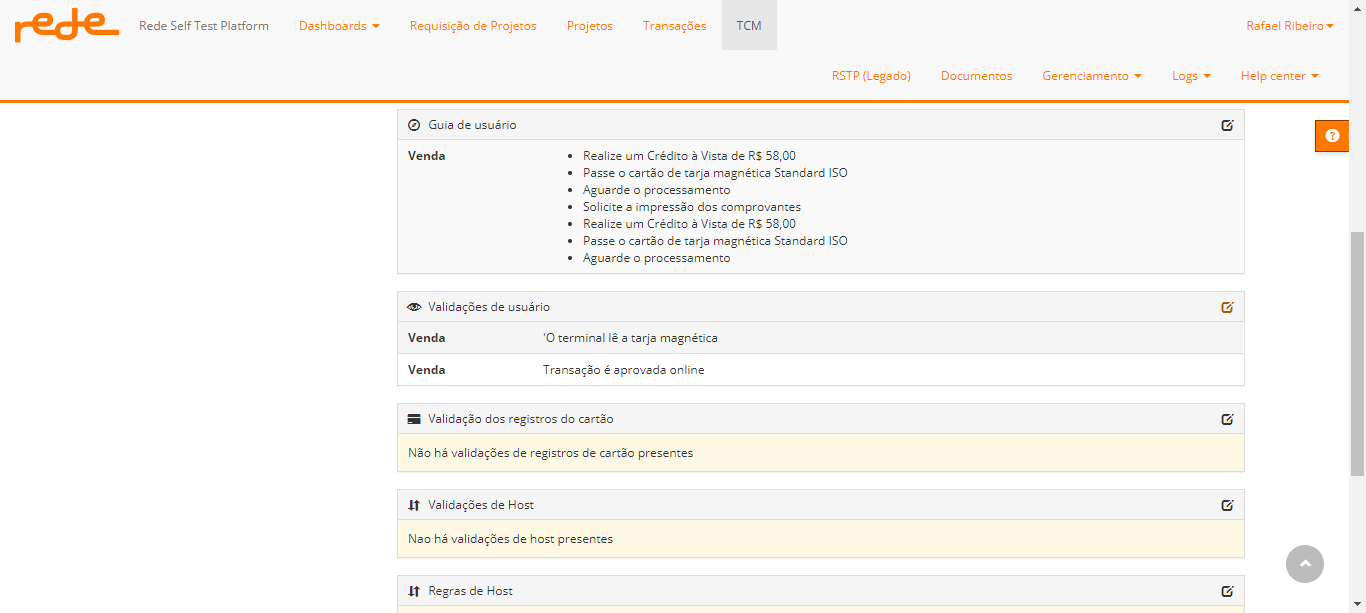 rede
Rede Self Test Platform
Dashboards
Requisição de Projetos
Projetos
Transações
TCM
Rafael Ribeiro
RSTP (Legado)
Documentos
Gerenciamento
Logs
Help center
Guia de usuário
Venda
Realize um Crédito à Vista de R$ 58,00
Passe o cartão de tarja magnética Standard ISO
Aguarde o processamento
Solicite a impressão dos comprovantes
Realize um Crédito à Vista de R$ 58,00
Passe o cartão de tarja magnética Standard ISO
Aguarde o processamento
Validações de usuário
Venda 'O terminal lê a tarja magnética
Venda Transação é aprovada online
Validação dos registros do cartão
Não há validações de registros de cartão presentes
Validações de Host
Nao há validações de host presentes
Regras de Host